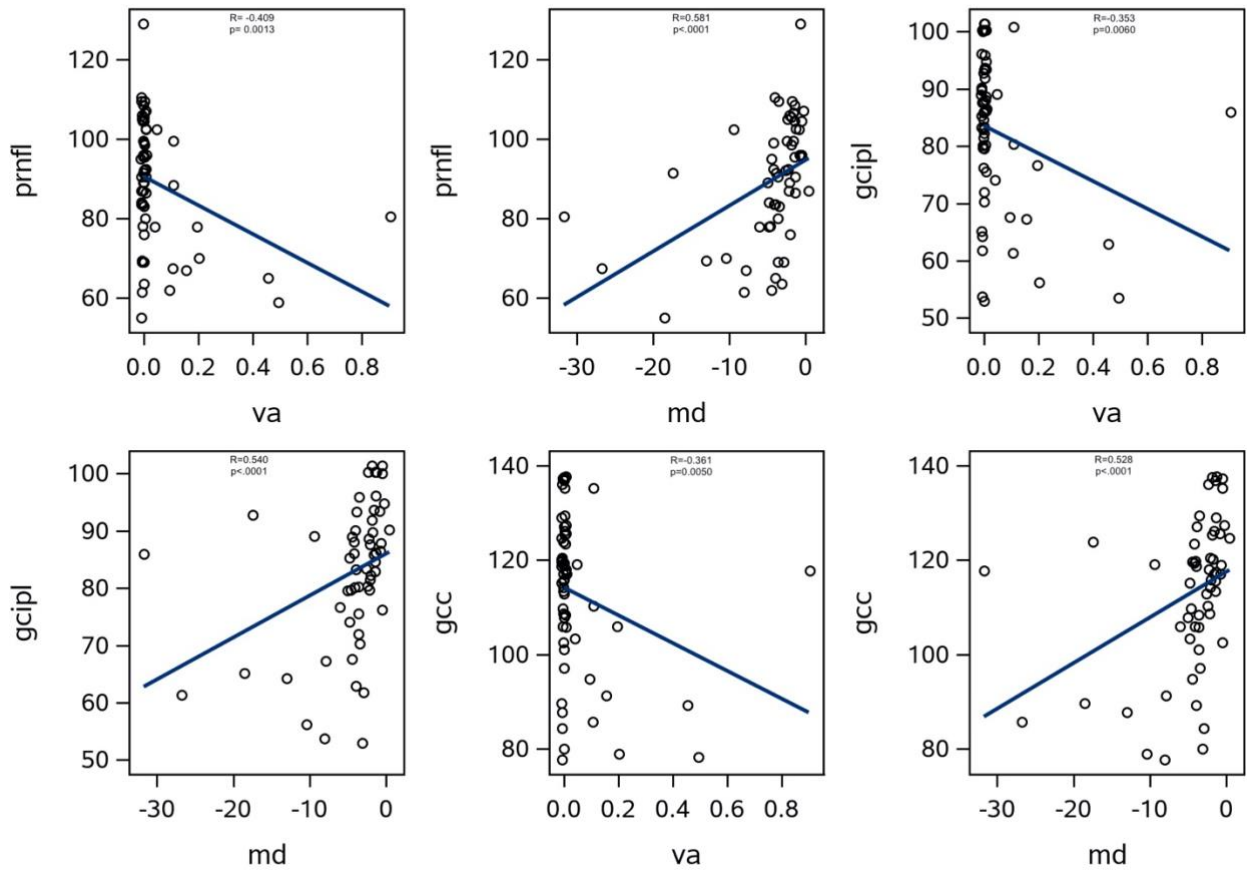 R= -0.409
p= 0.0013
120
100
80
60
prnfl
0.0 0.2 0.4 0.6 0.8
va
R=0.581
p<.0001
120
100
80
60
prnfl
-30 -20 -10 0
md
R=-0.353
p=0.0060
100
90
80
70
60
50
gcipl
0.0 0.2 0.4 0.6 0.8
va
R=0.540
p<.0001
100
90
80
70
60
50
gcipl
-30 -20 -10 0
md
R=-0.361
p=0.0050
140
120
100
80
gcc
0.0 0.2 0.4 0.6 0.8
va
R=0.528
p<.0001
140
120
100
80
gcc
-30 -20 -10 0
md